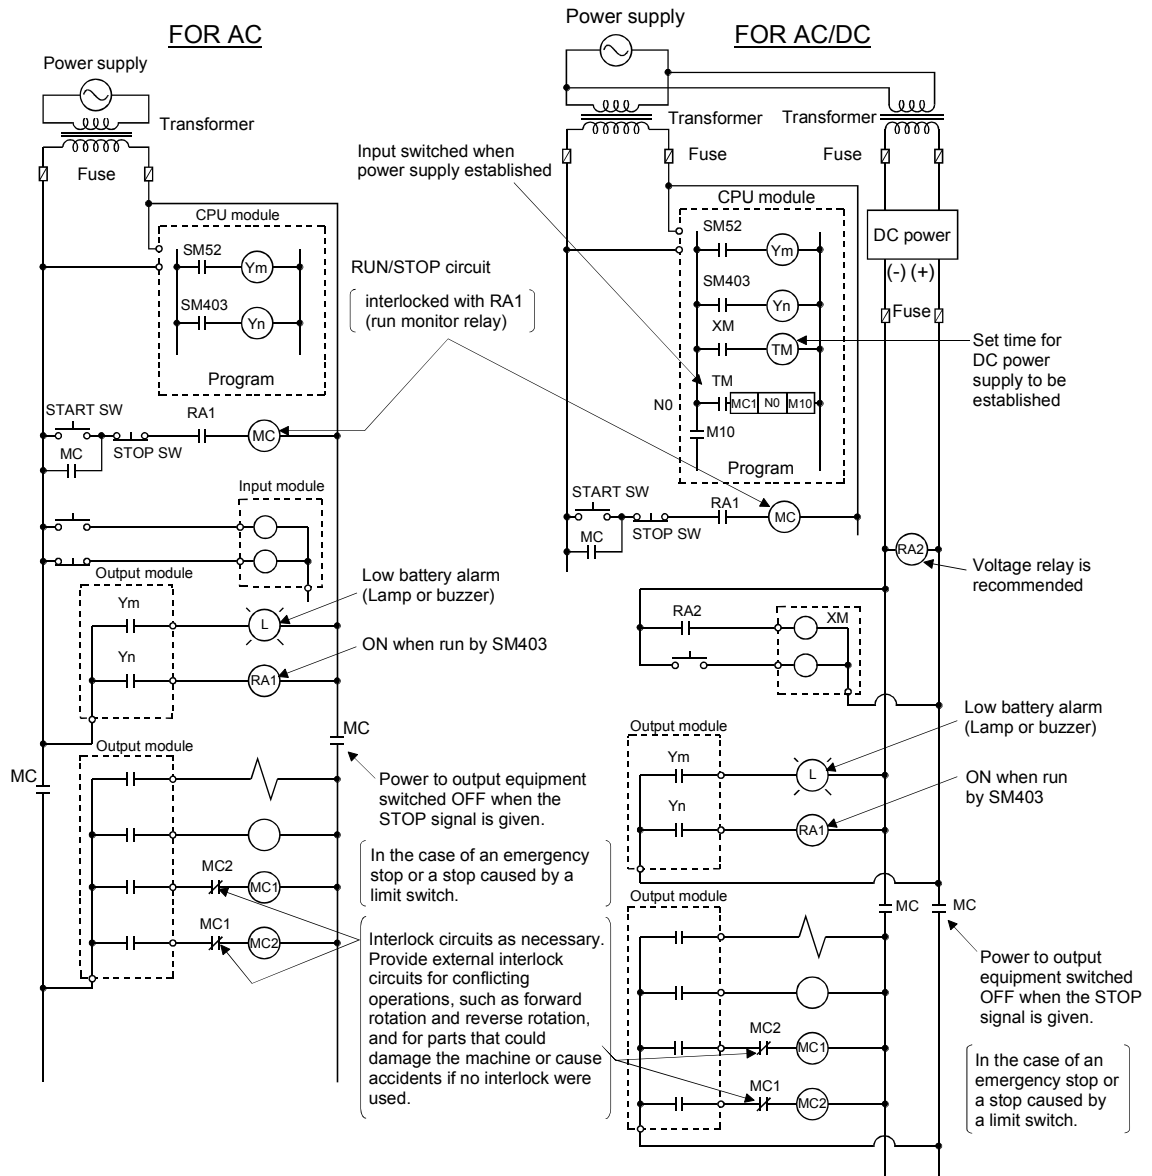 FOR AC
Power supply
Transformer
Fuse
CPU module
SM52
Ym
SM403
Yn
Program
RUN/STOP circuit
interlocked with RA1
(run monitor relay)
START SW
MC
STOP SW
RA1
MC
Input module
Output module
Ym
L
Low battery alarm
(Lamp or buzzer)
Yn
RA1
ON when run by SM403
MC
Output module
MC
Power to output equipment
switched OFF when the
STOP signal is given.
In the case of an emergency
stop or a stop caused by a
limit switch.
MC2
MC1
MC1
MC2
Interlock circuits as necessary.
Provide external interlock
circuits for conflicting
operations, such as forward
rotation and reverse rotation,
and for parts that could
damage the machine or cause
accidents if no interlock were
used.
FOR AC/DC
Power supply
Transformer
Transformer
Fuse
Fuse
Input switched when
power supply established
CPU module
SM52
Ym
SM403
Yn
XM
TM
TM
N0
MC1
N0
M10
M10
Program
DC power
(-) (+)
Fuse
Set time for
DC power
supply to be
established
START SW
MC
STOP SW
RA1
MC
RA2
Voltage relay is
recommended
RA2
XM
Output module
Ym
L
Low battery alarm
(Lamp or buzzer)
Yn
RA1
ON when run
by SM403
Output module
MC
MC
Power to output
equipment switched
OFF when the STOP
signal is given.
MC2
MC1
MC1
MC2
In the case of an
emergency stop or
a stop caused by
a limit switch.